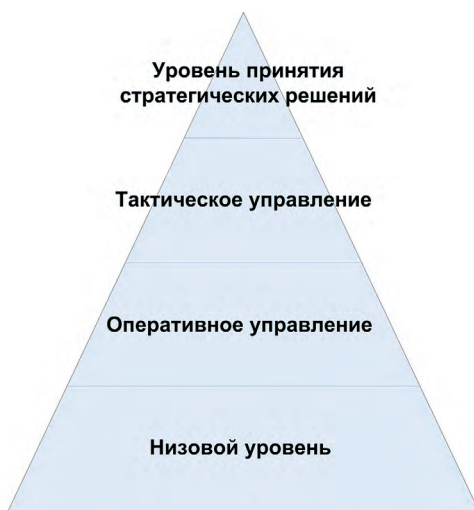 Уровень принятия
стратегических решений
Тактическое управление
Оперативное управление
Низовой уровень